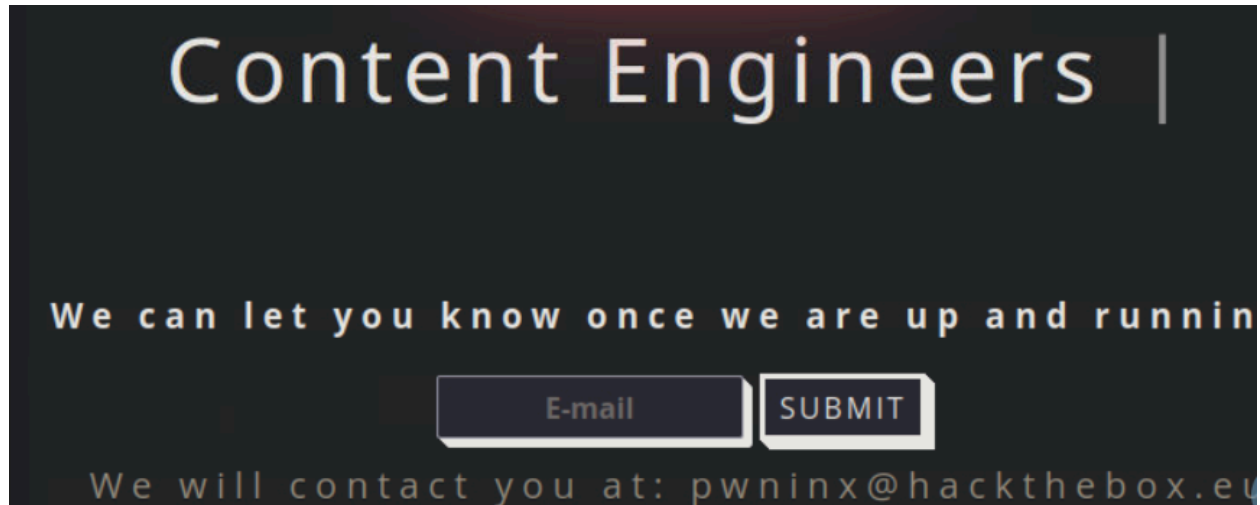 Content Engineers |
We can let you know once we are up and runnin
E-mail
SUBMIT
We will contact you at: pwninx@hackthebox.eu